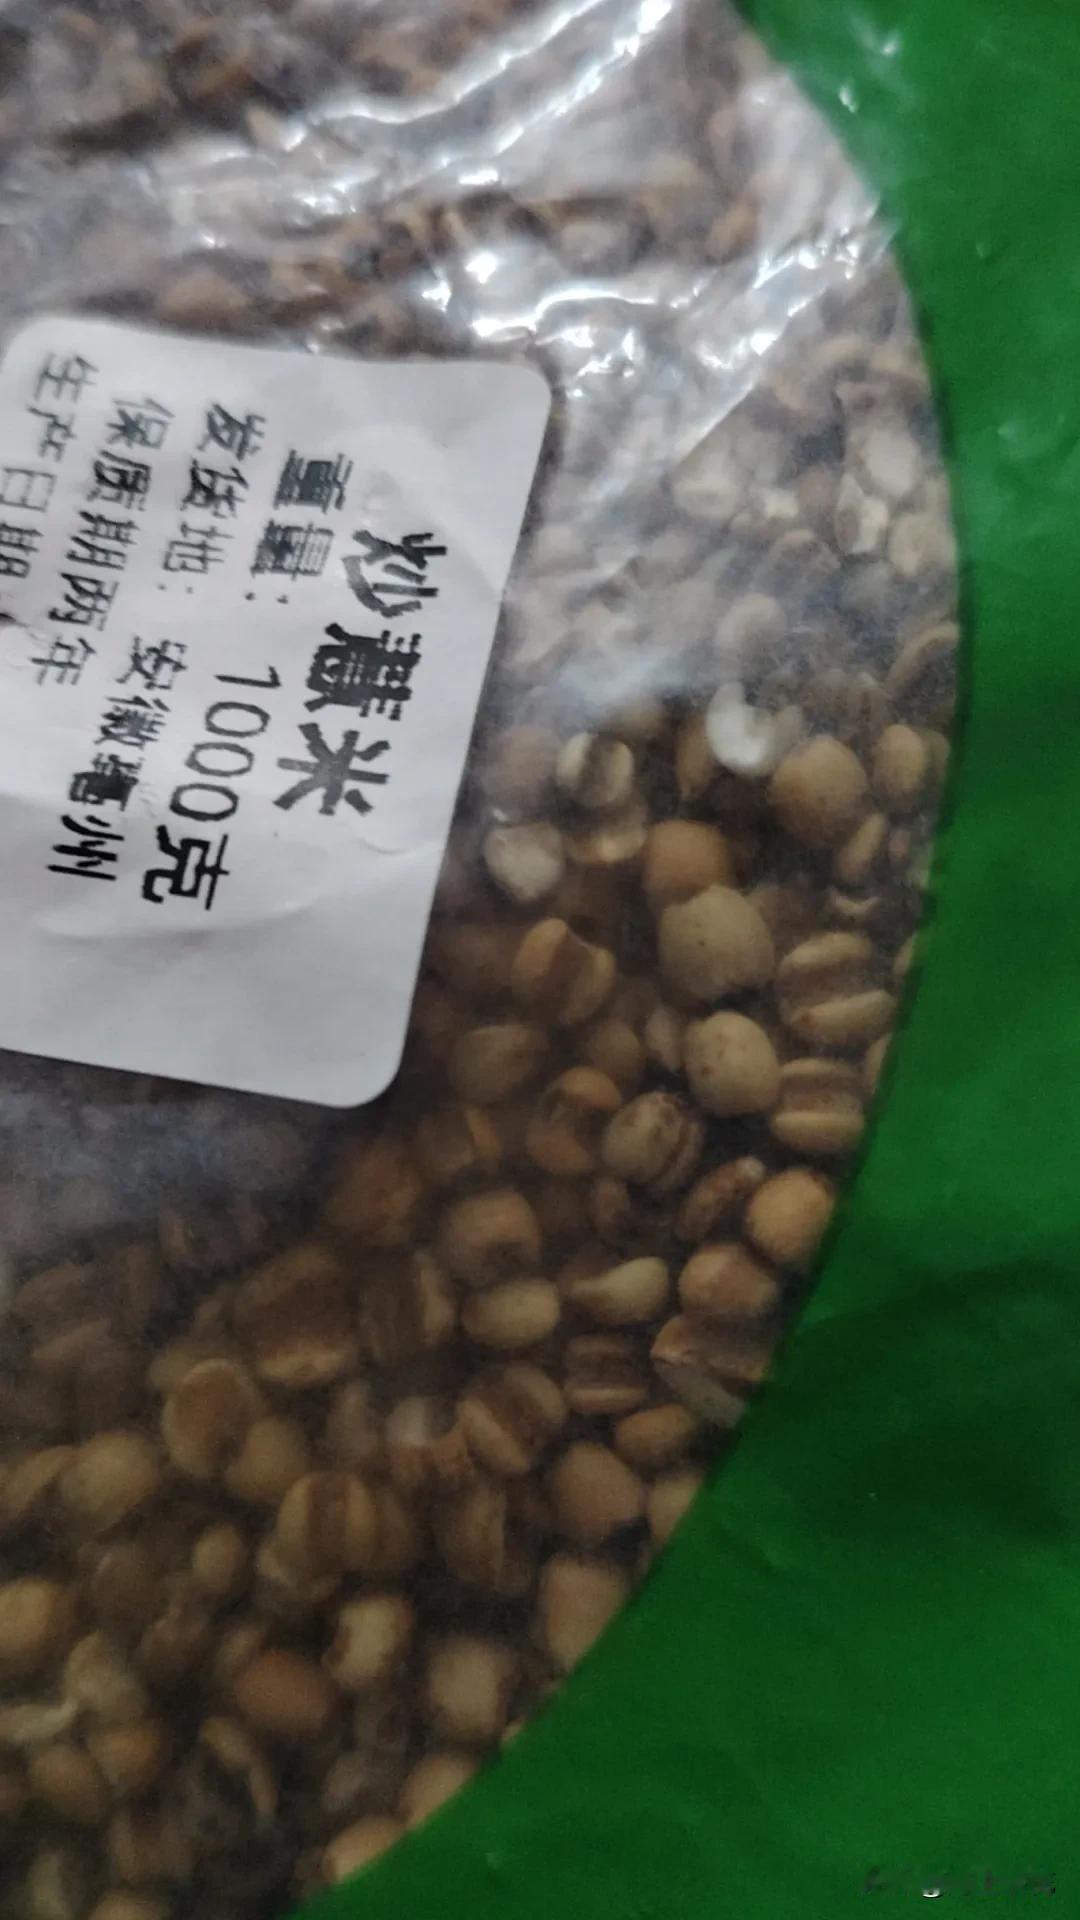 炒薏米
重量：1000克
发货地：安徽亳州
保质期两年
生产日期